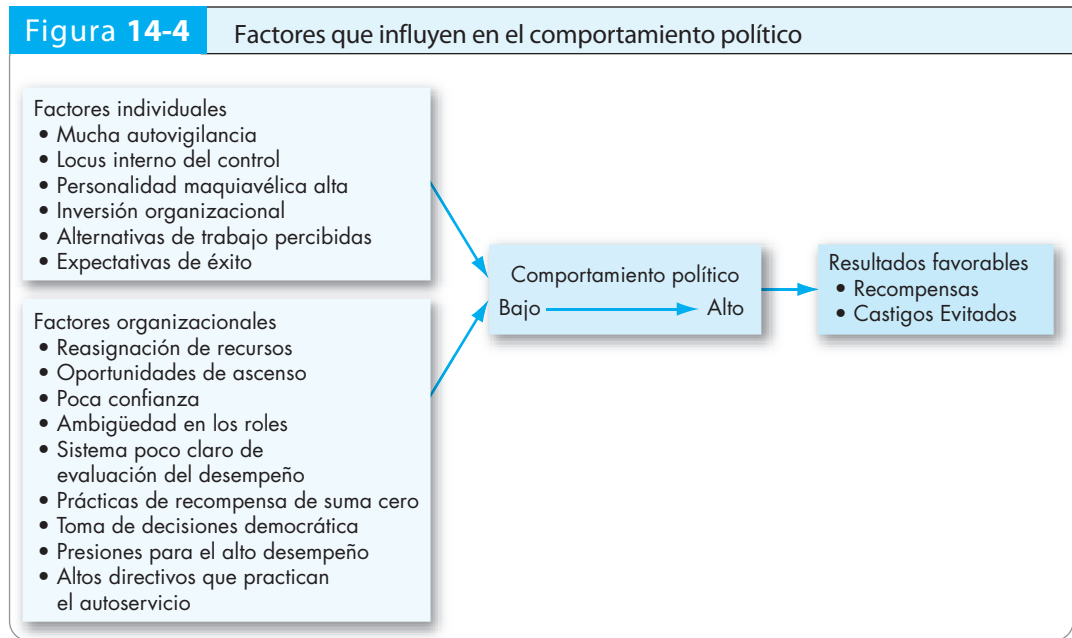 Figura 14-4
Factores que influyen en el comportamiento político
Factores individuales
• Mucha autovigilancia
• Locus interno del control
• Personalidad maquiavélica alta
• Inversión organizacional
• Alternativas de trabajo percibidas
• Expectativas de éxito
Factores organizacionales
• Reasignación de recursos
• Oportunidades de ascenso
• Poca confianza
• Ambigüedad en los roles
• Sistema poco claro de
evaluación del desempeño
• Prácticas de recompensa de suma cero
• Toma de decisiones democrática
• Presiones para el alto desempeño
• Altos directivos que practican
el autoservicio
Comportamiento político
Bajo Alto
Resultados favorables
• Recompensas
• Castigos Evitados